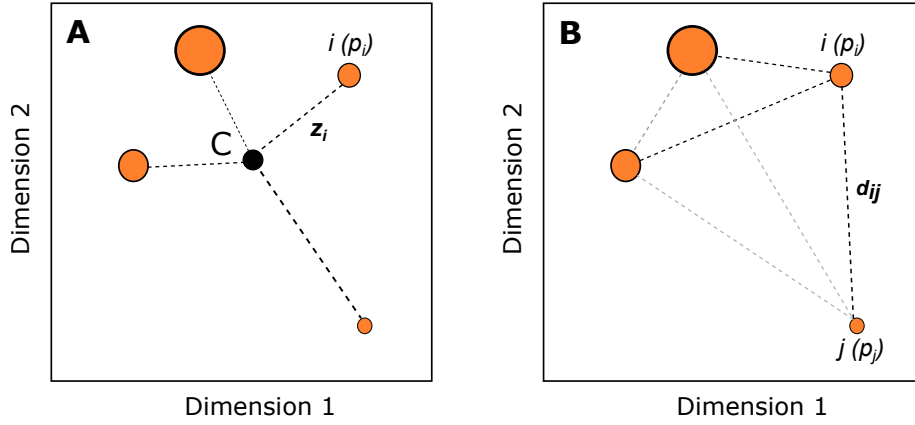 A
i (pᵢ)
zᵢ
C
Dimension 2
Dimension 1
B
i (pᵢ)
dᵢⱼ
j (pⱼ)
Dimension 2
Dimension 1